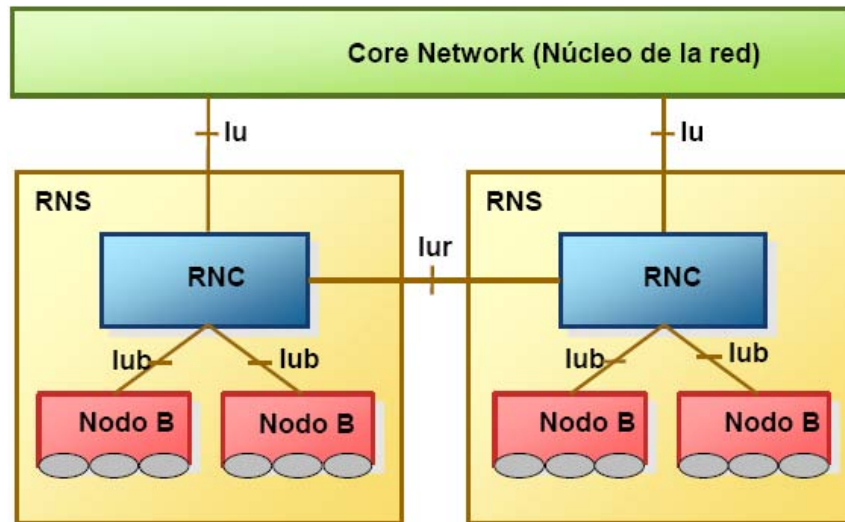 Core Network (Núcleo de la red)
Iu
Iu
RNS
RNS
RNC
Iur
RNC
Iub
Iub
Iub
Iub
Nodo B
Nodo B
Nodo B
Nodo B